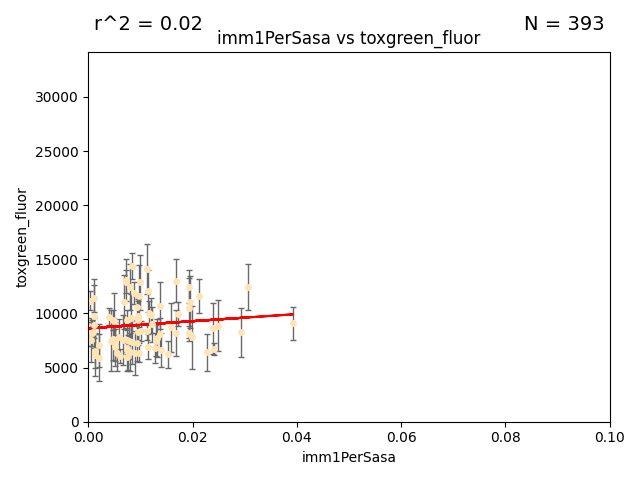 r^2 = 0.02
N = 393
imm1PerSasa vs toxgreen_fluor
30000
25000
20000
15000
10000
5000
0
toxgreen_fluor
0.00 0.02 0.04 0.06 0.08 0.10
imm1PerSasa